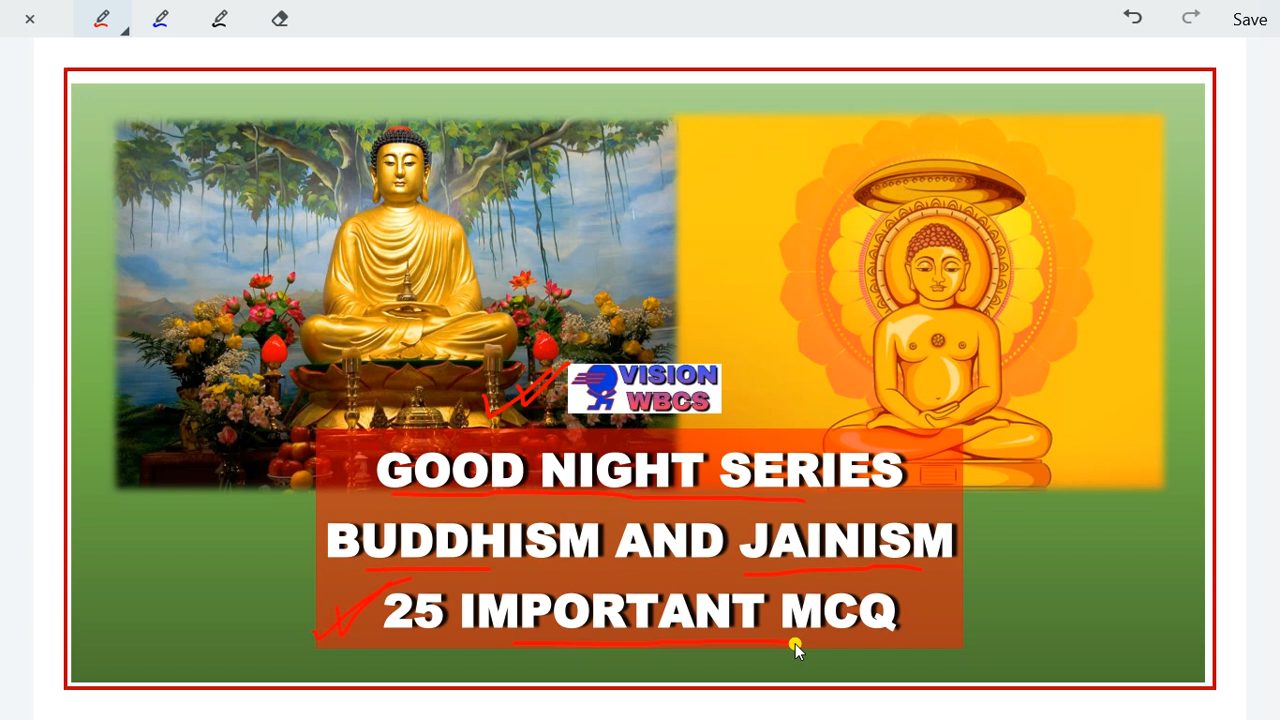 Save
VISION
WBCS
GOOD NIGHT SERIES
BUDDHISM AND JAINISM
25 IMPORTANT MCQ